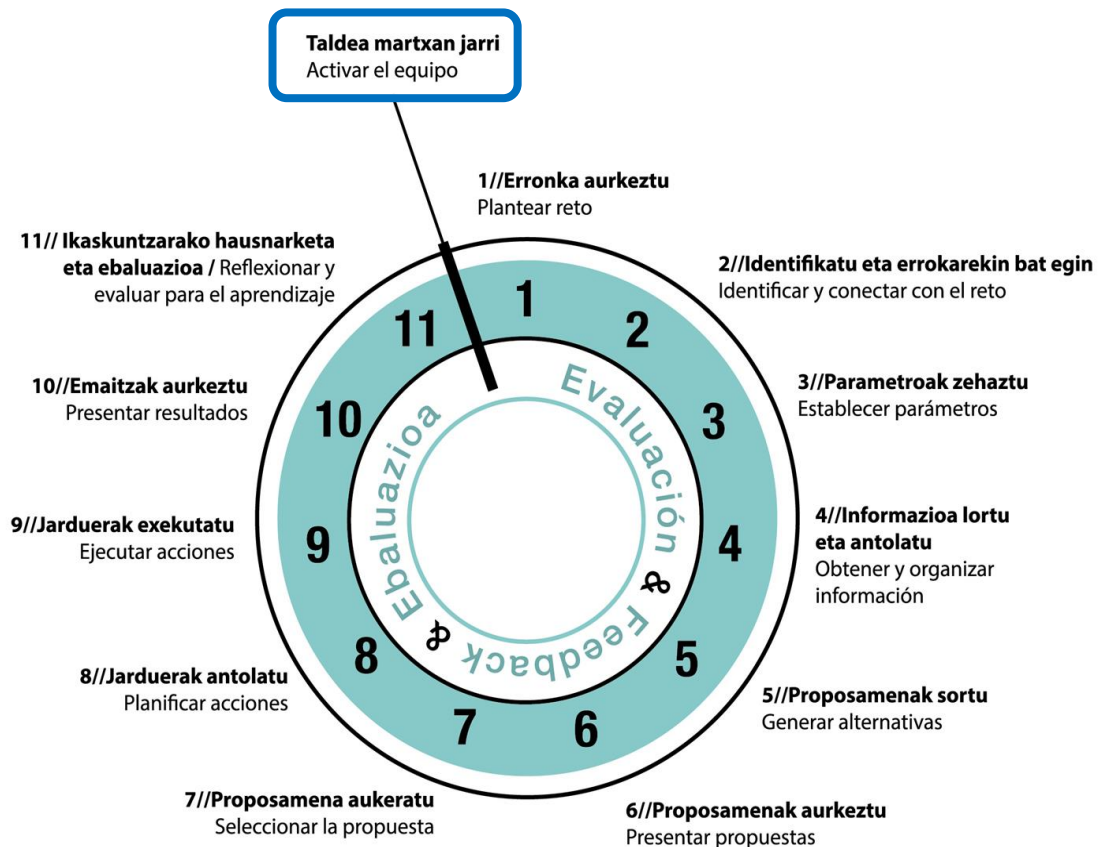 Taldea martxan jarri
Activar el equipo
1//Erronka aurkeztu
Plantear reto
2//Identifikatu eta errokarekin bat egin
Identificar y conectar con el reto
3//Parametroak zehaztu
Establecer parámetros
4//Informazioa lortu
eta antolatu
Obtener y organizar
información
5//Proposamenak sortu
Generar alternativas
6//Proposamenak aurkeztu
Presentar propuestas
7//Proposamena aukeratu
Seleccionar la propuesta
8//Jarduerak antolatu
Planificar acciones
9//Jarduerak exekutatu
Ejecutar acciones
10//Emaitzak aurkeztu
Presentar resultados
11// Ikaskuntzarako hausnarketa
eta ebaluazioa / Reflexionar y
evaluar para el aprendizaje
1
2
3
4
5
6
7
8
9
10
11
Evaluación & Feedback & Ebaluazioa